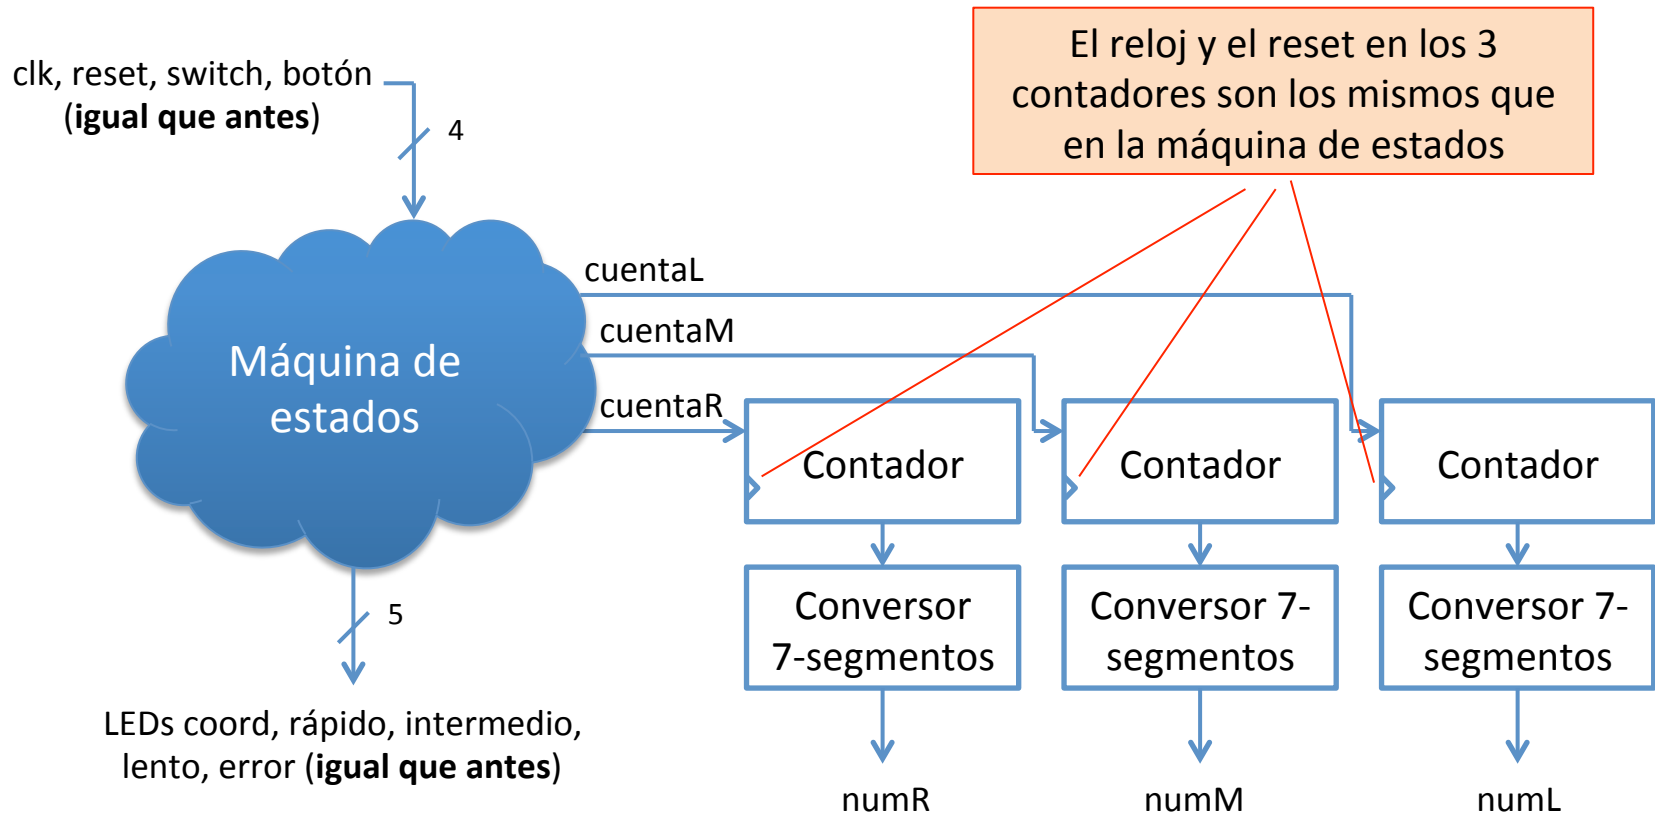 clk, reset, switch, botón
(igual que antes)
4
El reloj y el reset en los 3
contadores son los mismos que
en la máquina de estados
cuentaL
cuentaM
cuentaR
Máquina de
estados
Contador
Contador
Contador
Conversor
7-segmentos
Conversor 7-
segmentos
Conversor 7-
segmentos
5
LEDs coord, rápido, intermedio,
lento, error (igual que antes)
numR
numM
numL